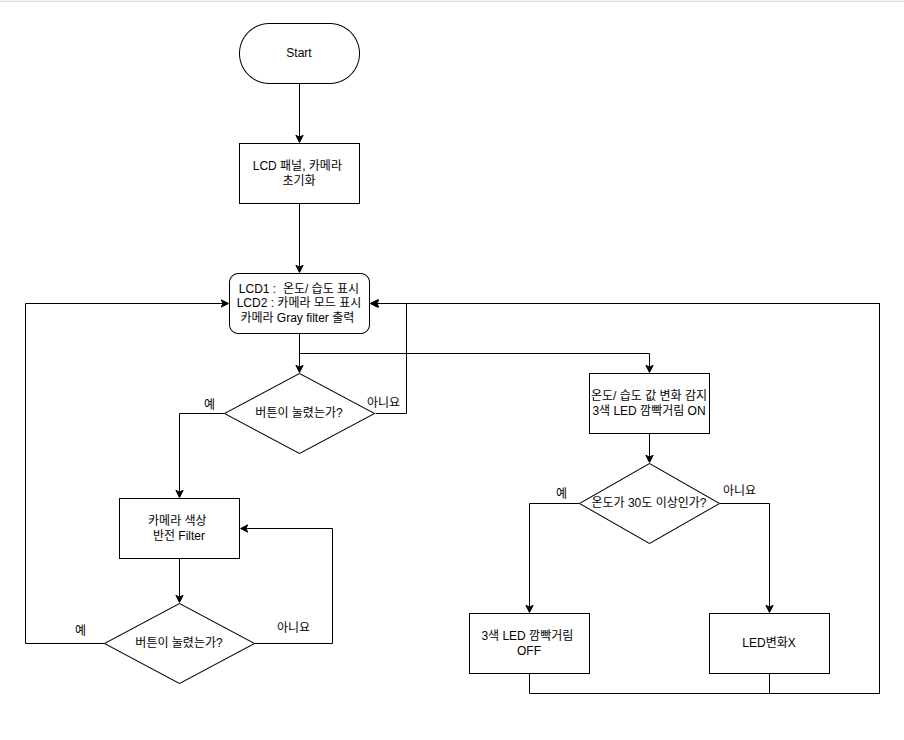 Start
LCD 패널, 카메라
초기화
LCD1 : 온도/ 습도 표시
LCD2 : 카메라 모드 표시
카메라 Gray filter 출력
예
버튼이 눌렸는가?
아니요
온도/ 습도 값 변화 감지
3색 LED 깜빡거림 ON
예
온도가 30도 이상인가?
아니요
카메라 색상
반전 Filter
예
버튼이 눌렸는가?
아니요
3색 LED 깜빡거림
OFF
LED변화X